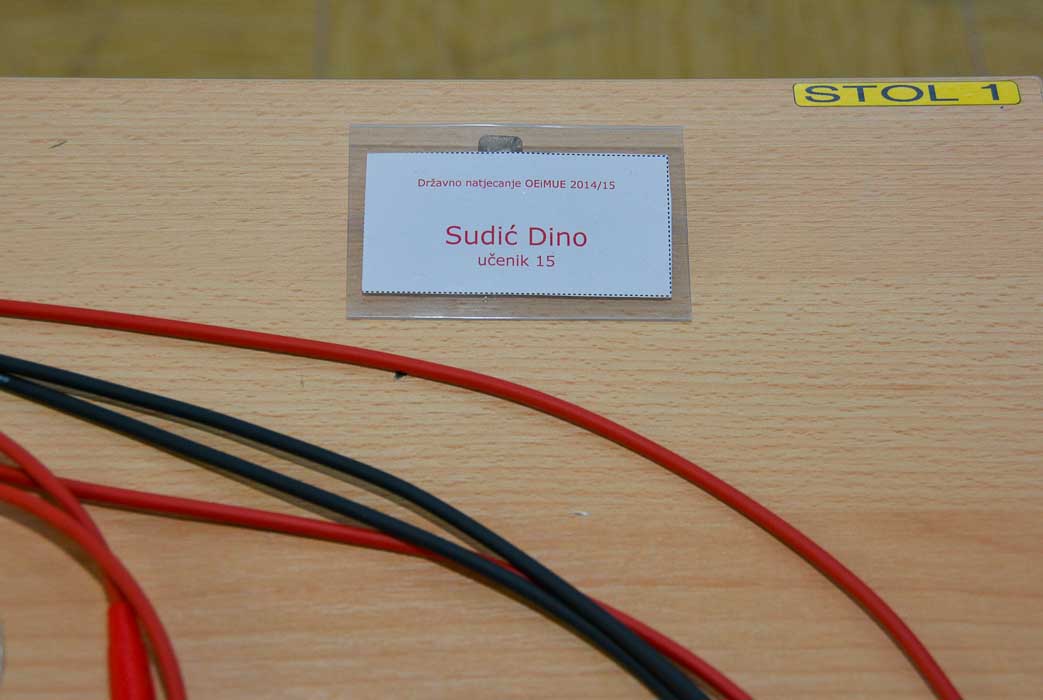 STOL 1
Državno natjecanje OEiMUE 2014/15
Sudić Dino
učenik 15